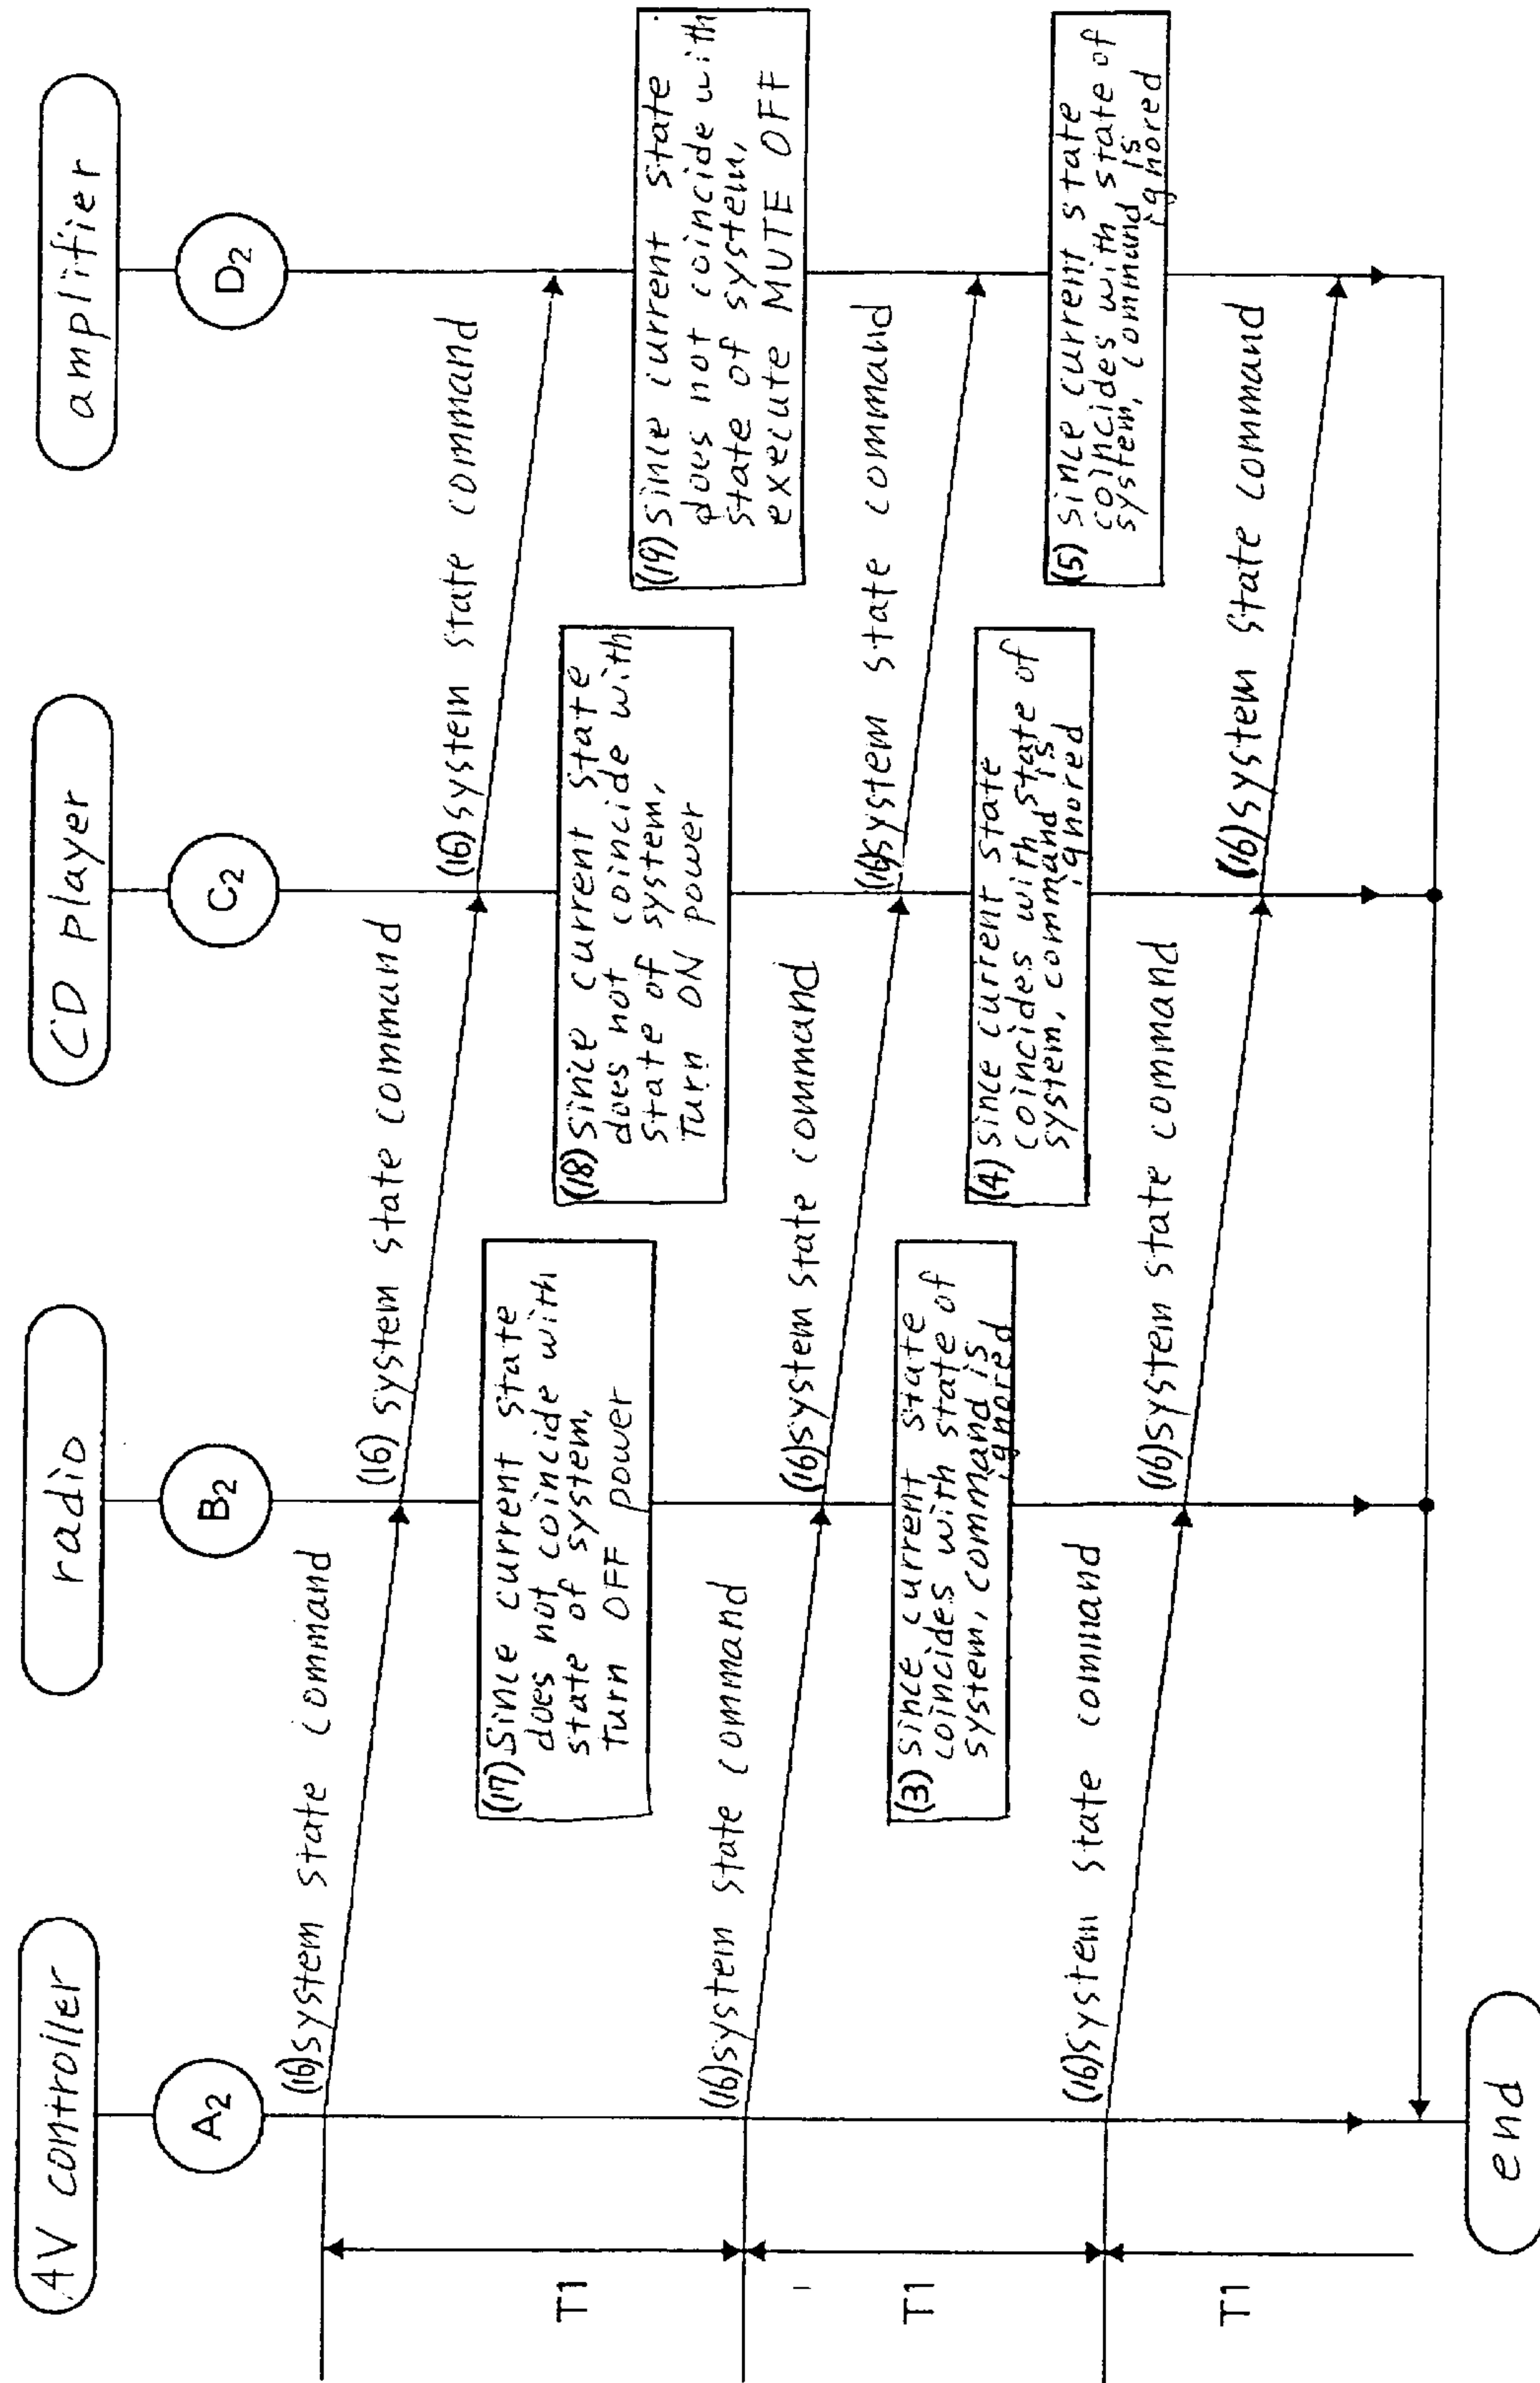 AV controller
radio
CD player
amplifier
A2
B2
C2
D2
(16) system state command
(16) system state command
(16) system state command
(17) Since current state
does not coincide with
state of system,
Turn OFF power
(18) Since current state
does not coincide with
state of system,
Turn ON power
(19) Since current state
does not coincide with
state of system,
execute MUTE OFF
T1
(16) system state command
(16) system state command
(16) system state command
(3) since current state
coincides with state of
system, command is
ignored
(4) since current state
coincides with state of
system, command is
ignored
(5) since current state
coincides with state of
system, command is
ignored
T1
(16) system state command
(16) system state command
(16) system state command
T1
end